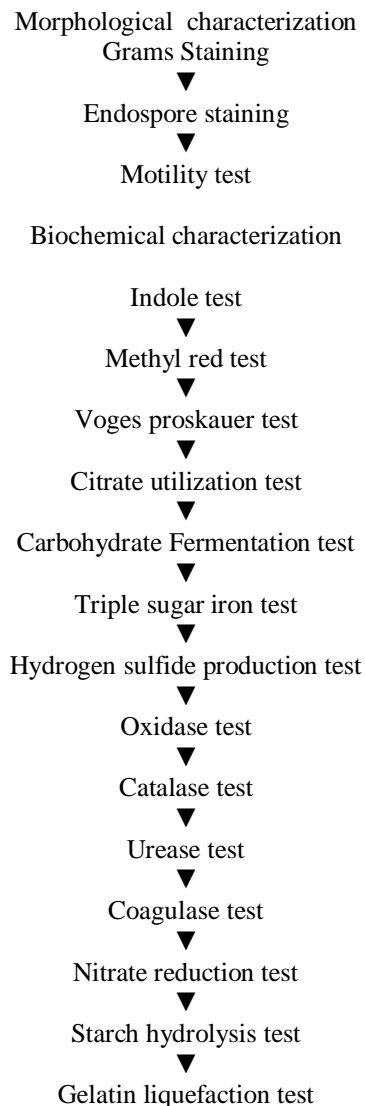 Morphological characterization
Grams Staining
▼
Endospore staining
▼
Motility test
Biochemical characterization
Indole test
▼
Methyl red test
▼
Voges proskauer test
▼
Citrate utilization test
▼
Carbohydrate Fermentation test
▼
Triple sugar iron test
▼
Hydrogen sulfide production test
▼
Oxidase test
▼
Catalase test
▼
Urease test
▼
Coagulase test
▼
Nitrate reduction test
▼
Starch hydrolysis test
▼
Gelatin liquefaction test